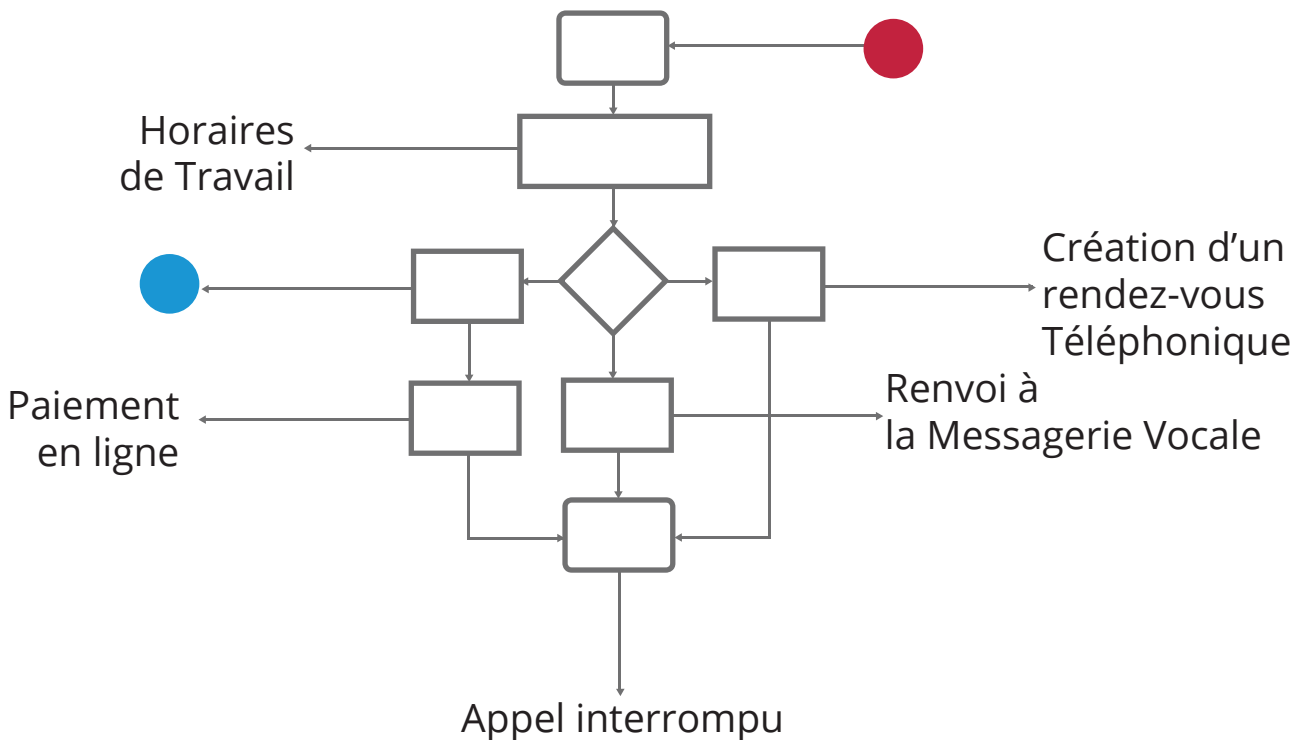 Horaires
de Travail
Création d’un
rendez-vous
Téléphonique
Paiement
en ligne
Renvoi à
la Messagerie Vocale
Appel interrompu